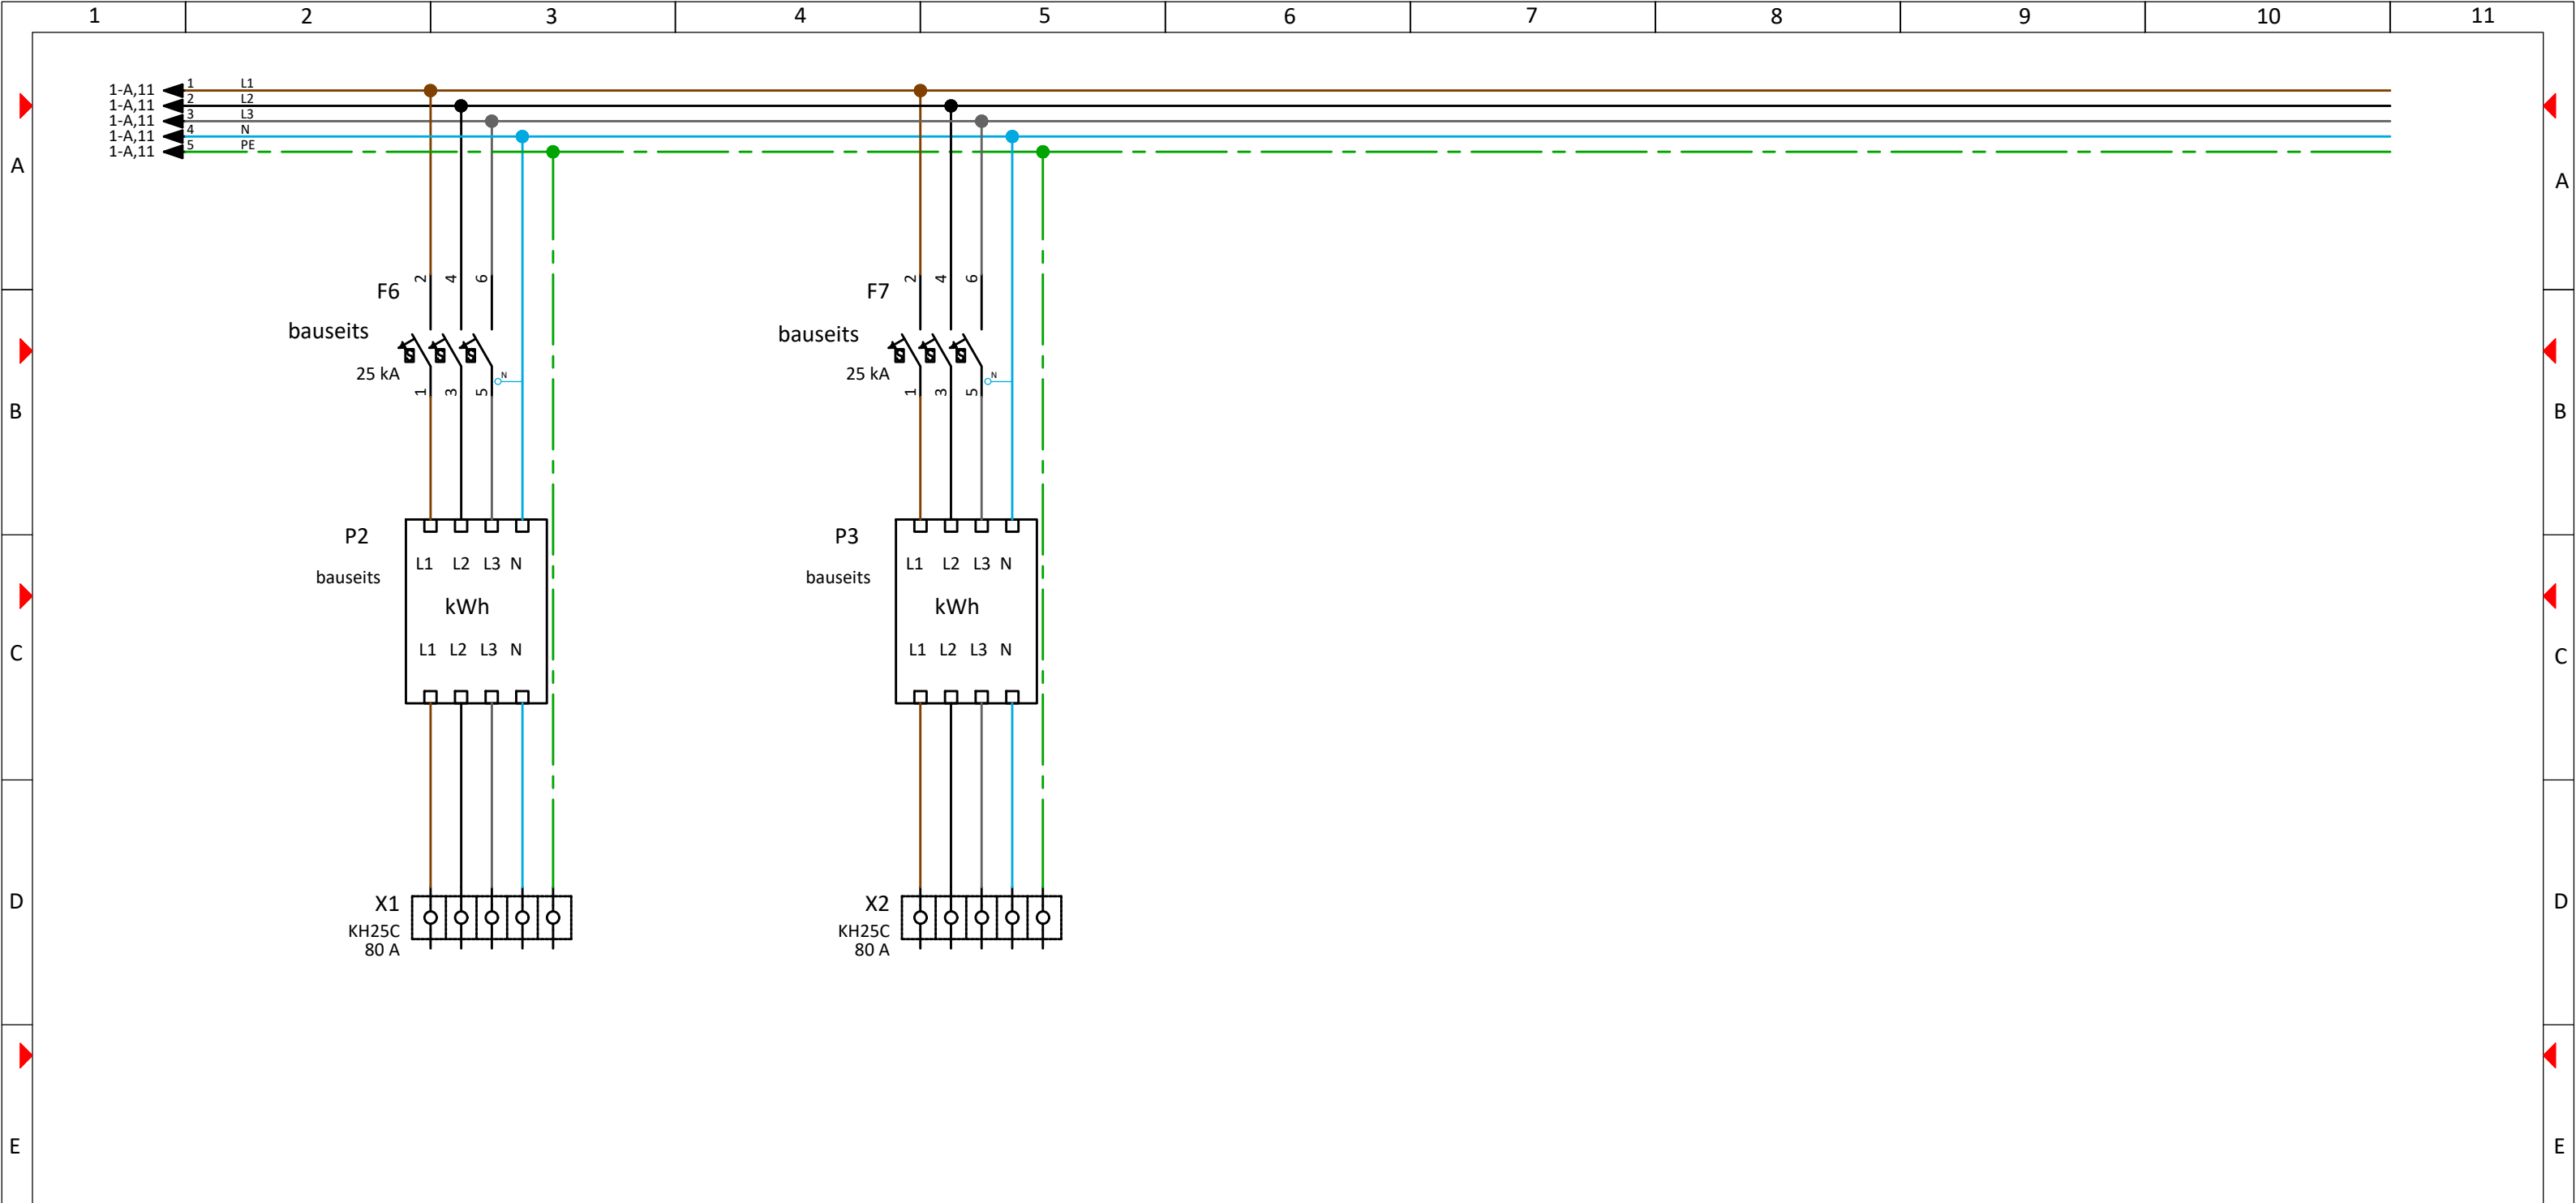 1 2 3 4 5 6 7 8 9 10 11
1-A,11 1 L1
1-A,11 2 L2
1-A,11 3 L3
1-A,11 4 N
1-A,11 5 PE
A A
2 4 6 2 4 6
F6 F7
bauseits bauseits
25 kA 25 kA
N N
1 3 5 1 3 5
B B
P2 P3
L1 L2 L3 N L1 L2 L3 N
bauseits bauseits
kWh kWh
L1 L2 L3 N L1 L2 L3 N
C C
X1 X2
D D
KH25C KH25C
80 A 80 A
E E